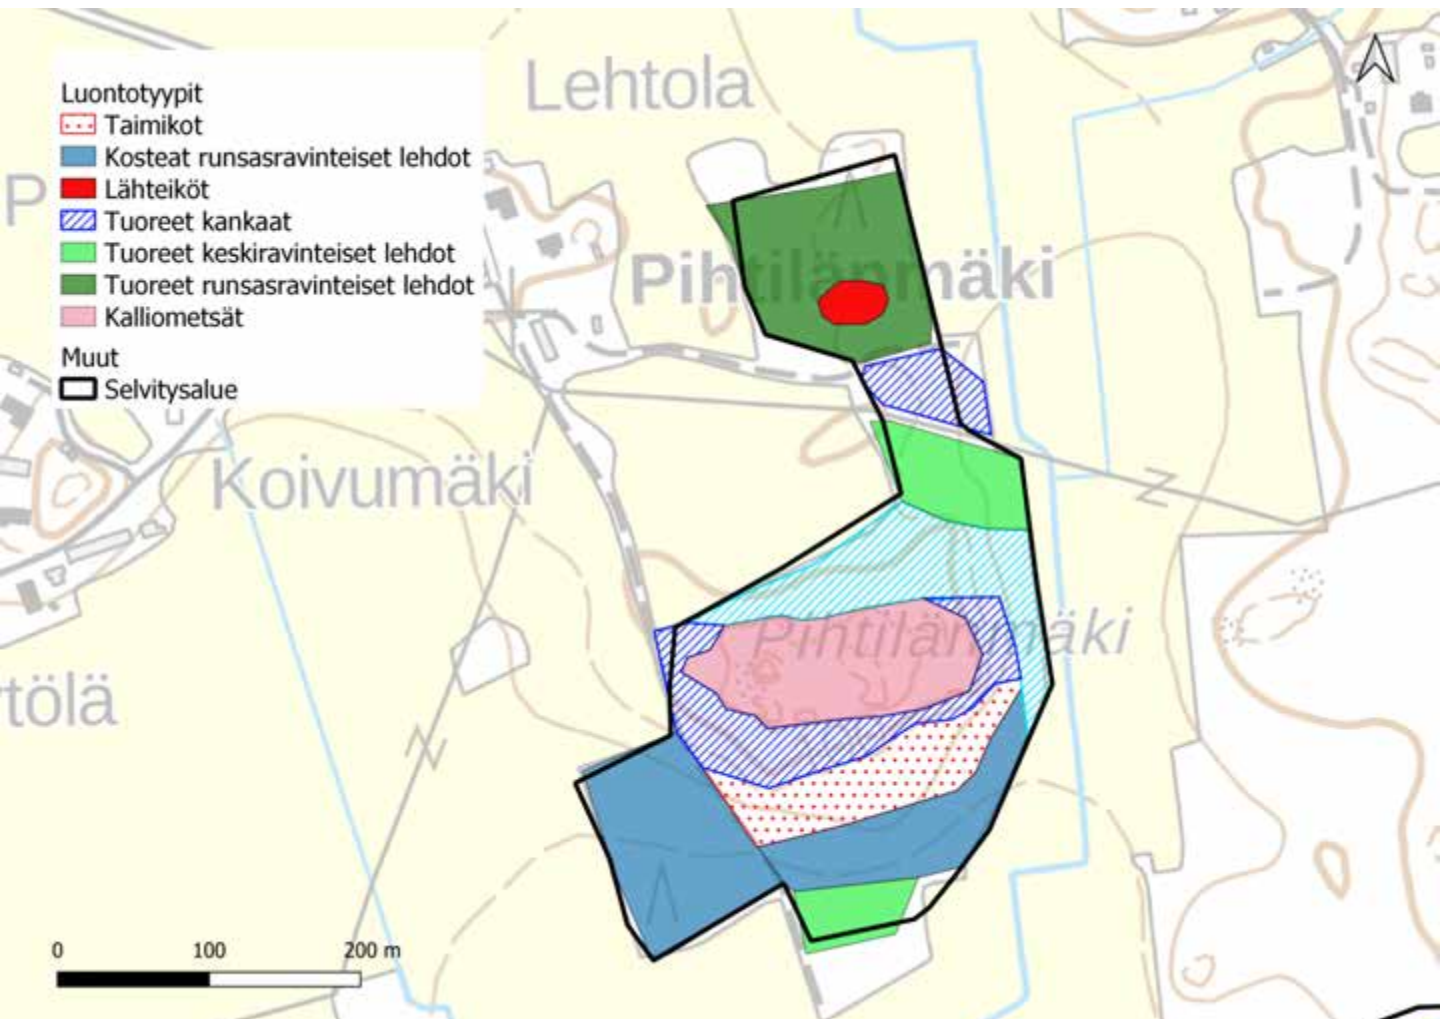 Luontotyypit
Taimikot
Kosteat runsasravinteiset lehdot
Lähteiköt
Tuoreet kankaat
Tuoreet keskiravinteiset lehdot
Tuoreet runsasravinteiset lehdot
Kalliometsät
Muut
Selvitysalue
Lehtola
P
Pihtilänmäki
Koivumäki
Pihtilänmäki
tölä
0 100 200 m